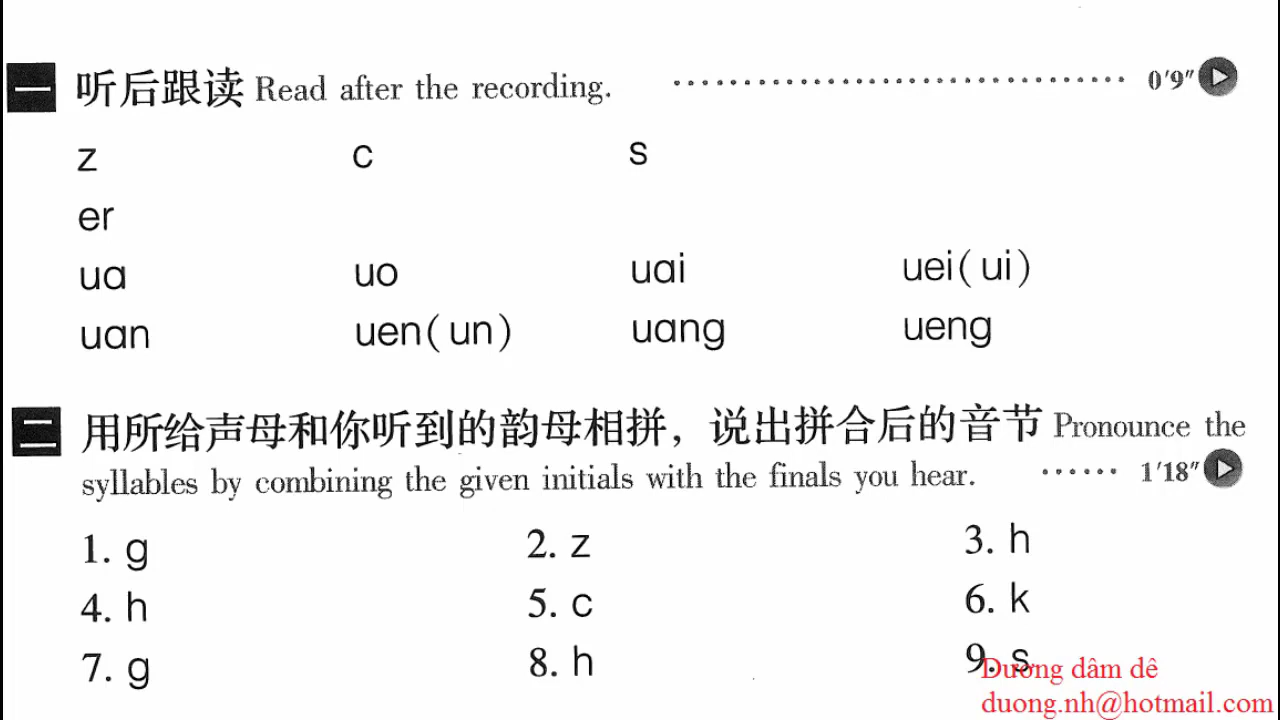 一 听后跟读 Read after the recording. ·································· 0′9″
z c s
er
ua uo uai uei(ui)
uan uen(un) uang ueng
二 用所给声母和你听到的韵母相拼，说出拼合后的音节 Pronounce the
syllables by combining the given initials with the finals you hear. ······ 1′18″
1. g 2. z 3. h
4. h 5. c 6. k
7. g 8. h 9. s
Dương dâm dê
duong.nh@hotmail.com